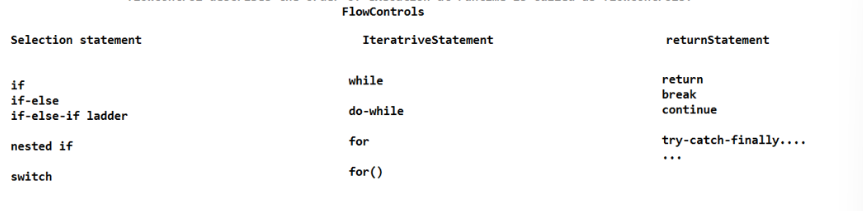 FlowControls
Selection statement IteratriveStatement returnStatement
if while return
if-else break
if-else-if ladder do-while continue
nested if for try-catch-finally....
...
switch for()